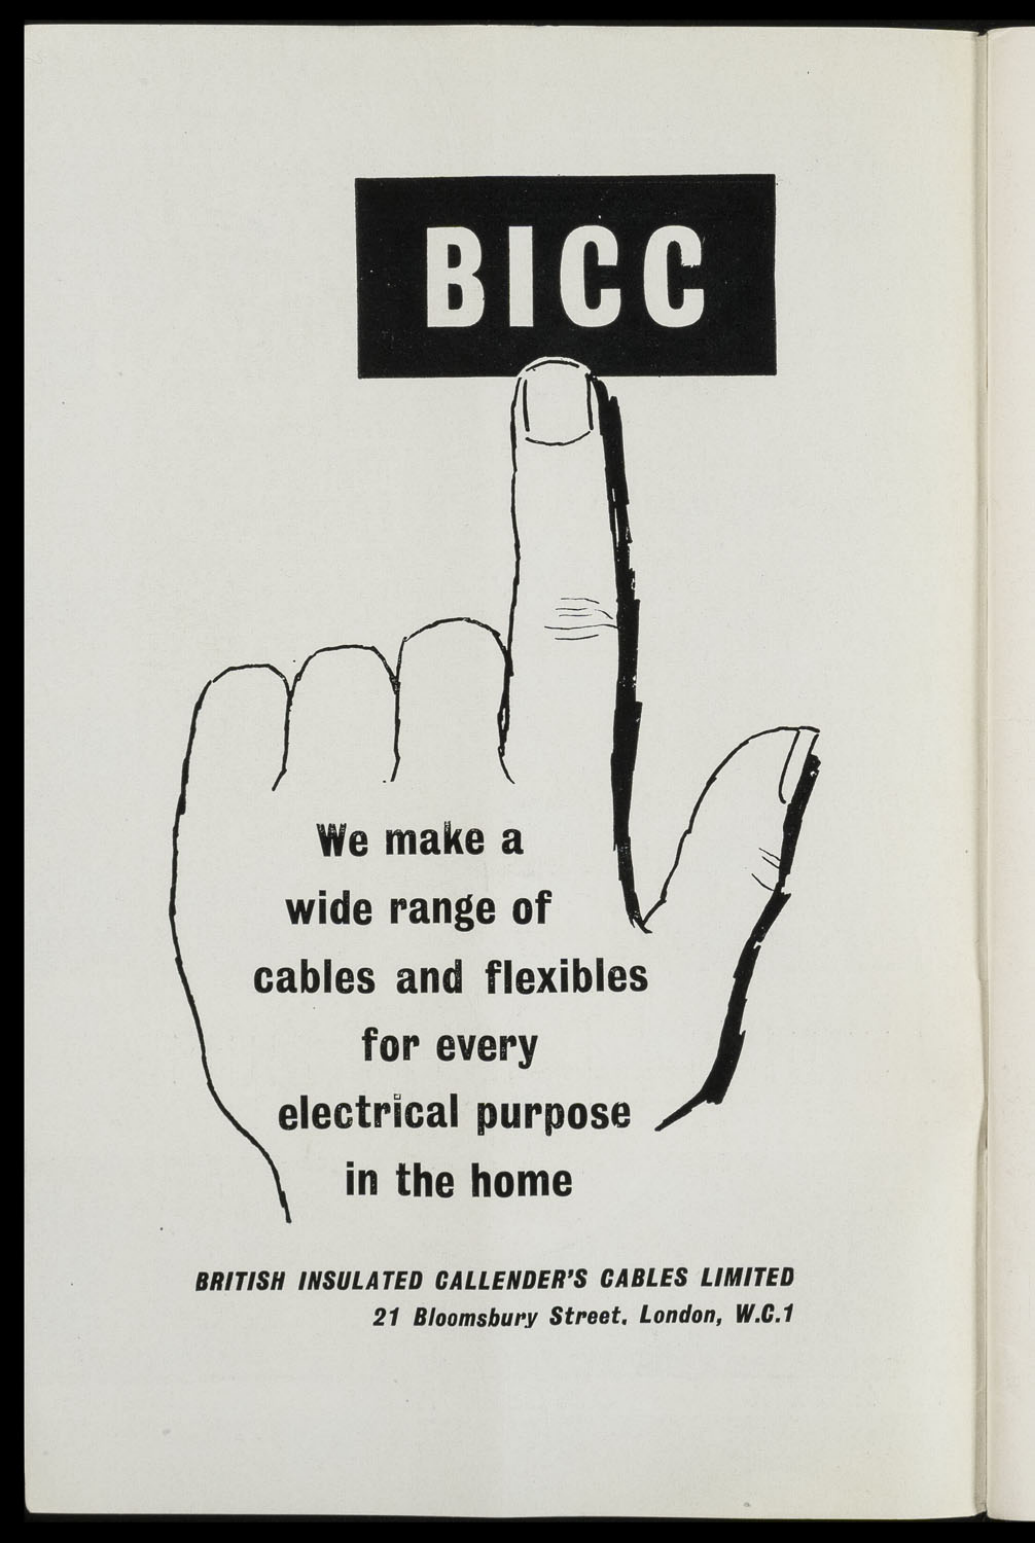 BICC
We make a
wide range of
cables and flexibles
for every
electrical purpose
in the home
BRITISH INSULATED CALLENDER'S CABLES LIMITED
21 Bloomsbury Street, London, W.C.1